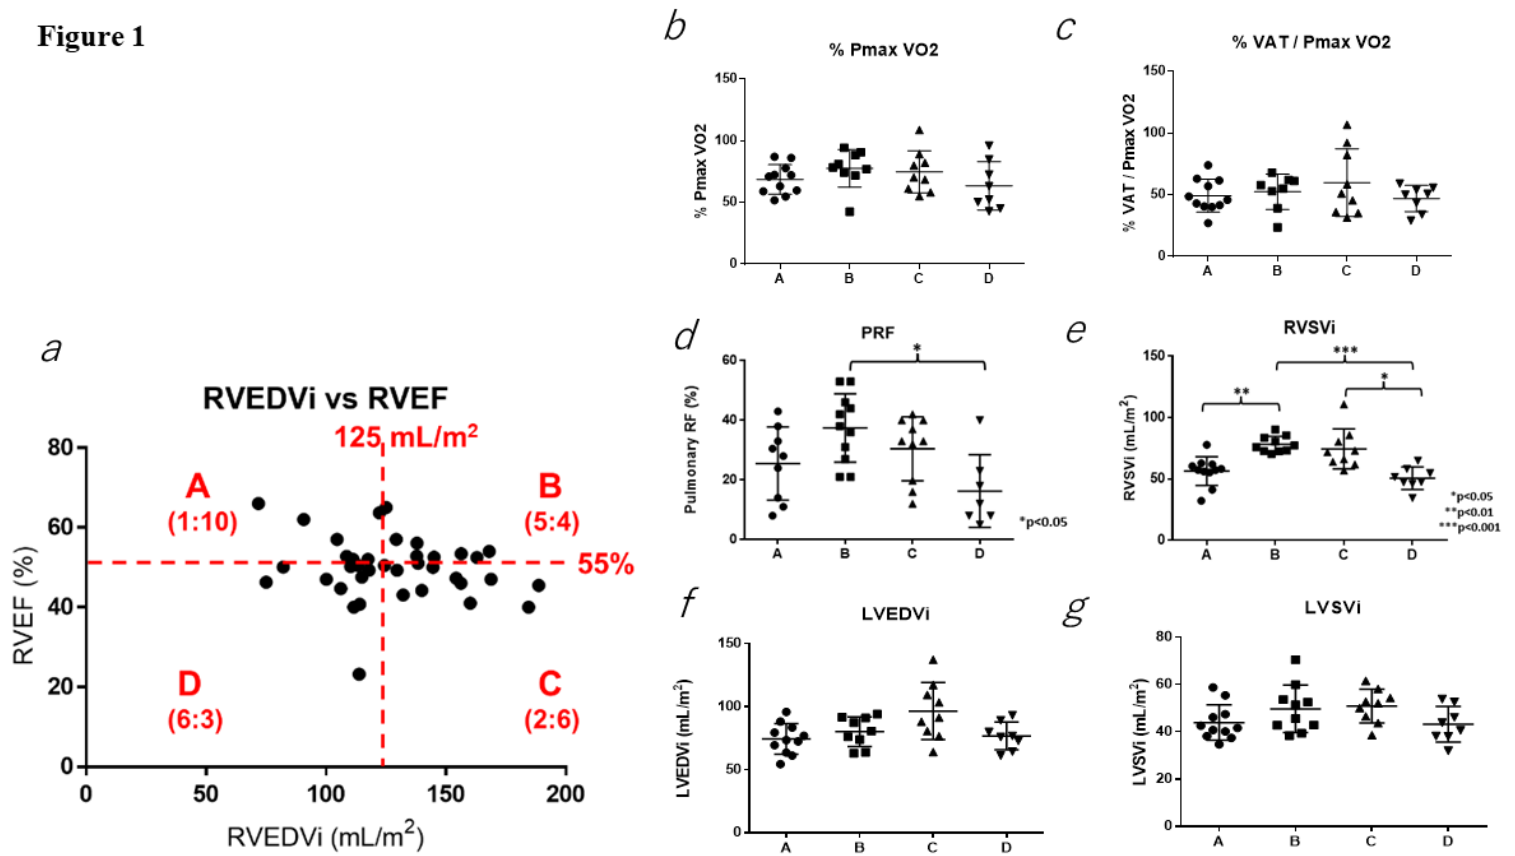 Figure 1
a
RVEDVi vs RVEF
125 mL/m²
A
(1:10)
B
(5:4)
55%
D
(6:3)
C
(2:6)
RVEF (%)
80
60
40
20
0
0 50 100 150 200
RVEDVi (mL/m²)
b
% Pmax VO2
% Pmax VO2
150
100
50
0
A B C D
c
% VAT / Pmax VO2
% VAT / Pmax VO2
150
100
50
0
A B C D
d
PRF
Pulmonary RF (%)
60
40
20
0
*
*p<0.05
A B C D
e
RVSVi
RVSVi (mL/m²)
150
100
50
0
***
**
*
*p<0.05
**p<0.01
***p<0.001
A B C D
f
LVEDVi
LVEDVi (mL/m²)
150
100
50
0
A B C D
g
LVSVi
LVSVi (mL/m²)
80
60
40
20
0
A B C D